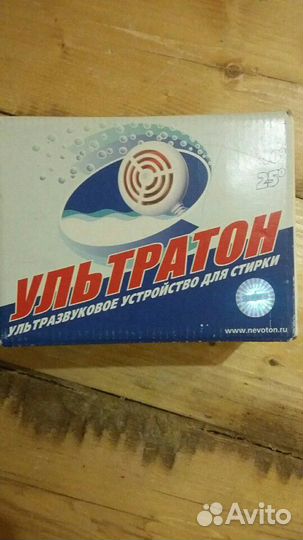 25°
УЛЬТРАТОН
УЛЬТРАЗВУКОВОЕ УСТРОЙСТВО ДЛЯ СТИРКИ
www.nevoton.ru
Avito